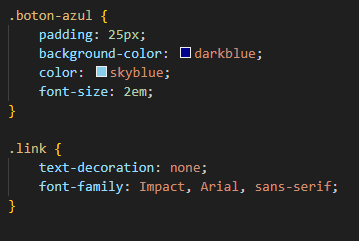 .boton-azul {
    padding: 25px;
    background-color: darkblue;
    color: skyblue;
    font-size: 2em;
}

.link {
    text-decoration: none;
    font-family: Impact, Arial, sans-serif;
}